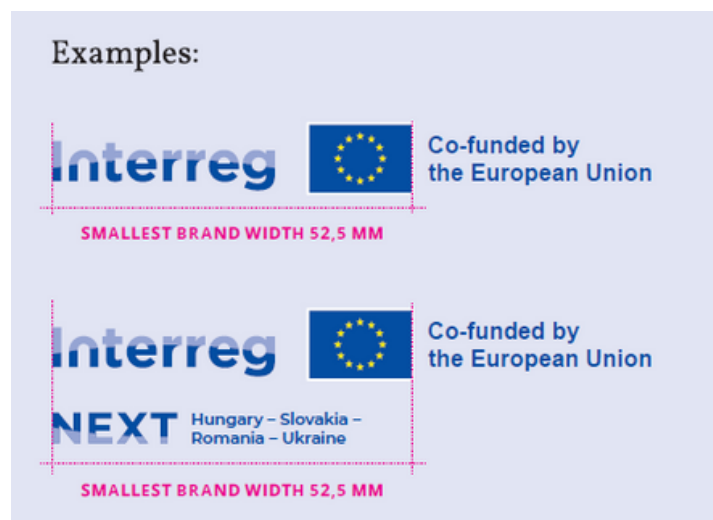 Examples:
Interreg
Co-funded by
the European Union
SMALLEST BRAND WIDTH 52,5 MM
Interreg
Co-funded by
the European Union
NEXT
Hungary – Slovakia –
Romania – Ukraine
SMALLEST BRAND WIDTH 52,5 MM